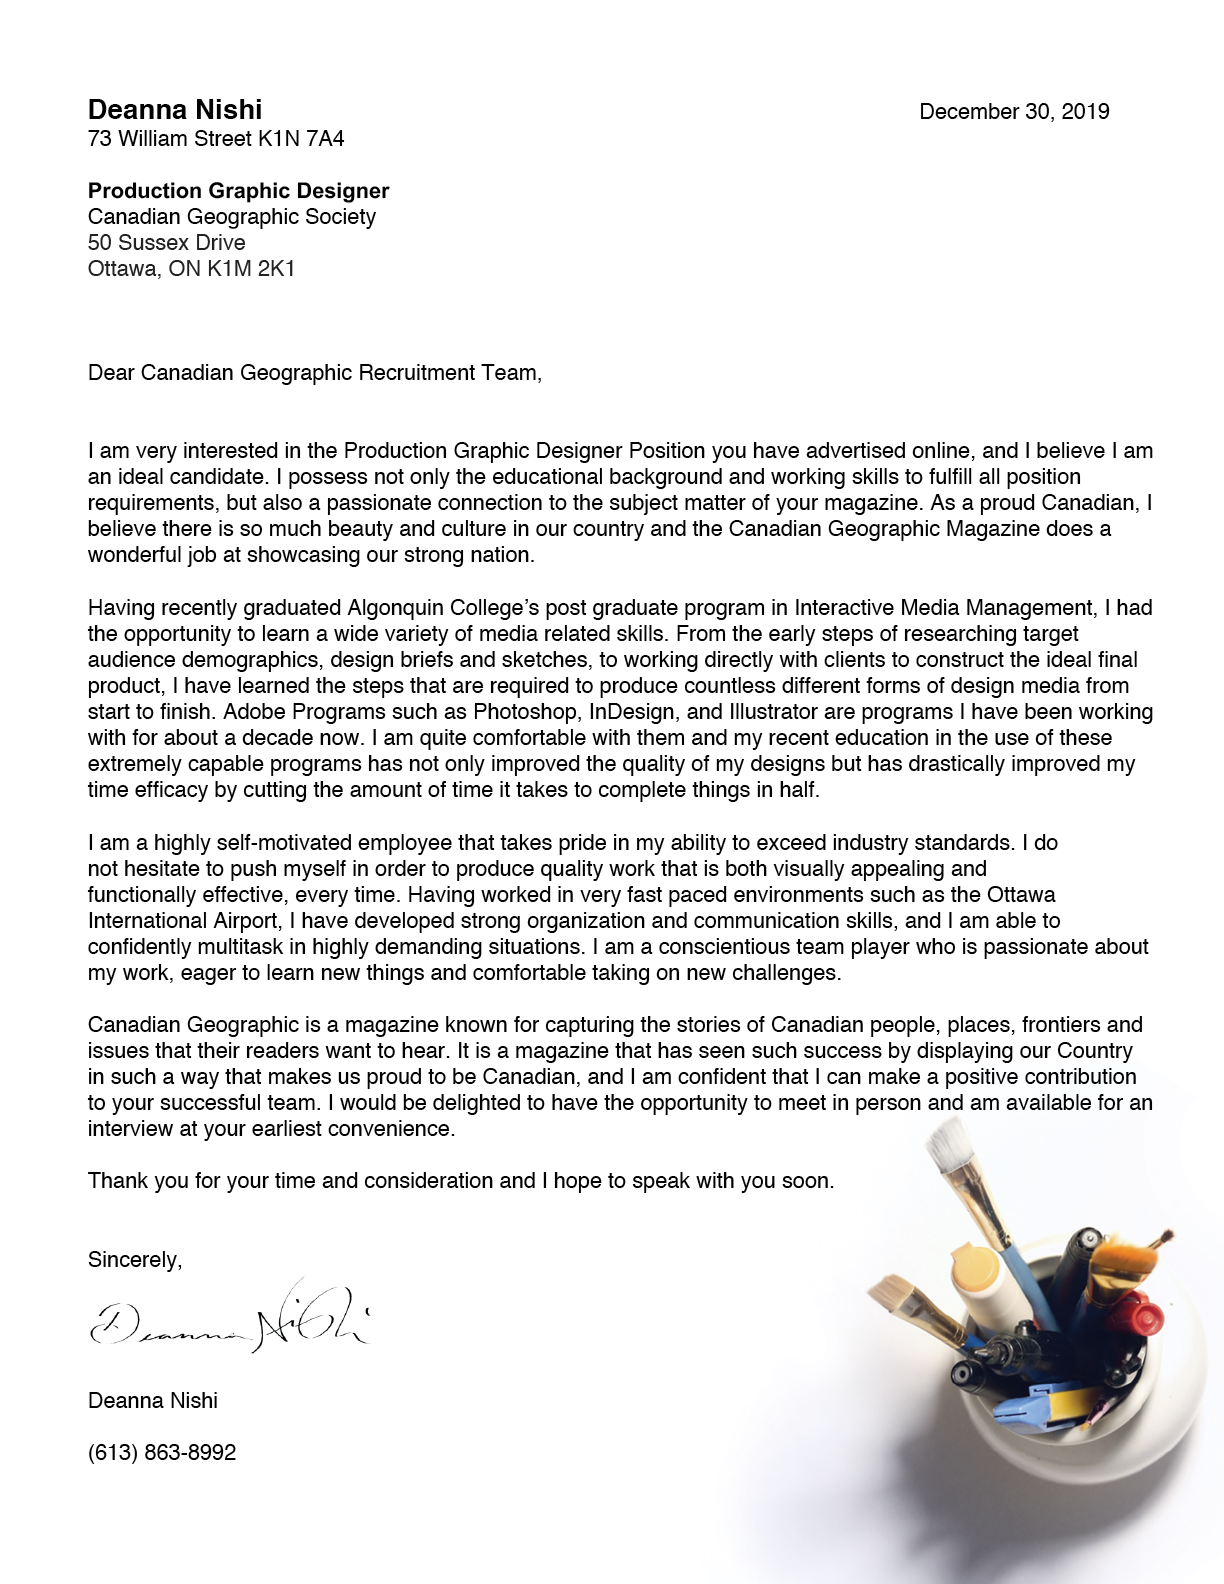 Deanna Nishi
December 30, 2019
73 William Street K1N 7A4
Production Graphic Designer
Canadian Geographic Society
50 Sussex Drive
Ottawa, ON K1M 2K1
Dear Canadian Geographic Recruitment Team,
I am very interested in the Production Graphic Designer Position you have advertised online, and I believe I am
an ideal candidate. I possess not only the educational background and working skills to fulfill all position
requirements, but also a passionate connection to the subject matter of your magazine. As a proud Canadian, I
believe there is so much beauty and culture in our country and the Canadian Geographic Magazine does a
wonderful job at showcasing our strong nation.
Having recently graduated Algonquin College’s post graduate program in Interactive Media Management, I had
the opportunity to learn a wide variety of media related skills. From the early steps of researching target
audience demographics, design briefs and sketches, to working directly with clients to construct the ideal final
product, I have learned the steps that are required to produce countless different forms of design media from
start to finish. Adobe Programs such as Photoshop, InDesign, and Illustrator are programs I have been working
with for about a decade now. I am quite comfortable with them and my recent education in the use of these
extremely capable programs has not only improved the quality of my designs but has drastically improved my
time efficacy by cutting the amount of time it takes to complete things in half.
I am a highly self-motivated employee that takes pride in my ability to exceed industry standards. I do
not hesitate to push myself in order to produce quality work that is both visually appealing and
functionally effective, every time. Having worked in very fast paced environments such as the Ottawa
International Airport, I have developed strong organization and communication skills, and I am able to
confidently multitask in highly demanding situations. I am a conscientious team player who is passionate about
my work, eager to learn new things and comfortable taking on new challenges.
Canadian Geographic is a magazine known for capturing the stories of Canadian people, places, frontiers and
issues that their readers want to hear. It is a magazine that has seen such success by displaying our Country
in such a way that makes us proud to be Canadian, and I am confident that I can make a positive contribution
to your successful team. I would be delighted to have the opportunity to meet in person and am available for an
interview at your earliest convenience.
Thank you for your time and consideration and I hope to speak with you soon.
Sincerely,
Deanna Nishi
Deanna Nishi
(613) 863-8992